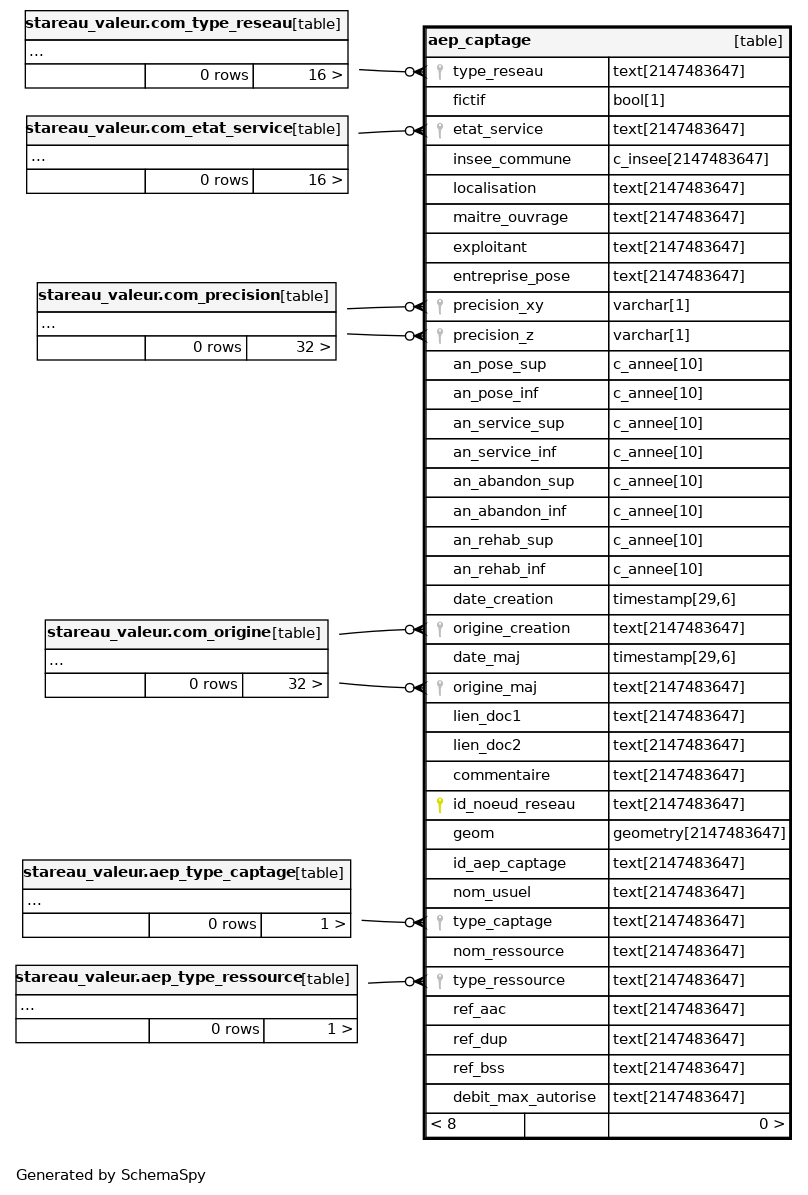 stareau_valeur.com_type_reseau[table]
...
0 rows 16 >
stareau_valeur.com_etat_service[table]
...
0 rows 16 >
stareau_valeur.com_precision[table]
...
0 rows 32 >
stareau_valeur.com_origine[table]
...
0 rows 32 >
stareau_valeur.aep_type_captage[table]
...
0 rows 1 >
stareau_valeur.aep_type_ressource[table]
...
0 rows 1 >
aep_captage [table]
type_reseau text[2147483647]
fictif bool[1]
etat_service text[2147483647]
insee_commune c_insee[2147483647]
localisation text[2147483647]
maitre_ouvrage text[2147483647]
exploitant text[2147483647]
entreprise_pose text[2147483647]
precision_xy varchar[1]
precision_z varchar[1]
an_pose_sup c_annee[10]
an_pose_inf c_annee[10]
an_service_sup c_annee[10]
an_service_inf c_annee[10]
an_abandon_sup c_annee[10]
an_abandon_inf c_annee[10]
an_rehab_sup c_annee[10]
an_rehab_inf c_annee[10]
date_creation timestamp[29,6]
origine_creation text[2147483647]
date_maj timestamp[29,6]
origine_maj text[2147483647]
lien_doc1 text[2147483647]
lien_doc2 text[2147483647]
commentaire text[2147483647]
id_noeud_reseau text[2147483647]
geom geometry[2147483647]
id_aep_captage text[2147483647]
nom_usuel text[2147483647]
type_captage text[2147483647]
nom_ressource text[2147483647]
type_ressource text[2147483647]
ref_aac text[2147483647]
ref_dup text[2147483647]
ref_bss text[2147483647]
debit_max_autorise text[2147483647]
< 8 0 >
Generated by SchemaSpy